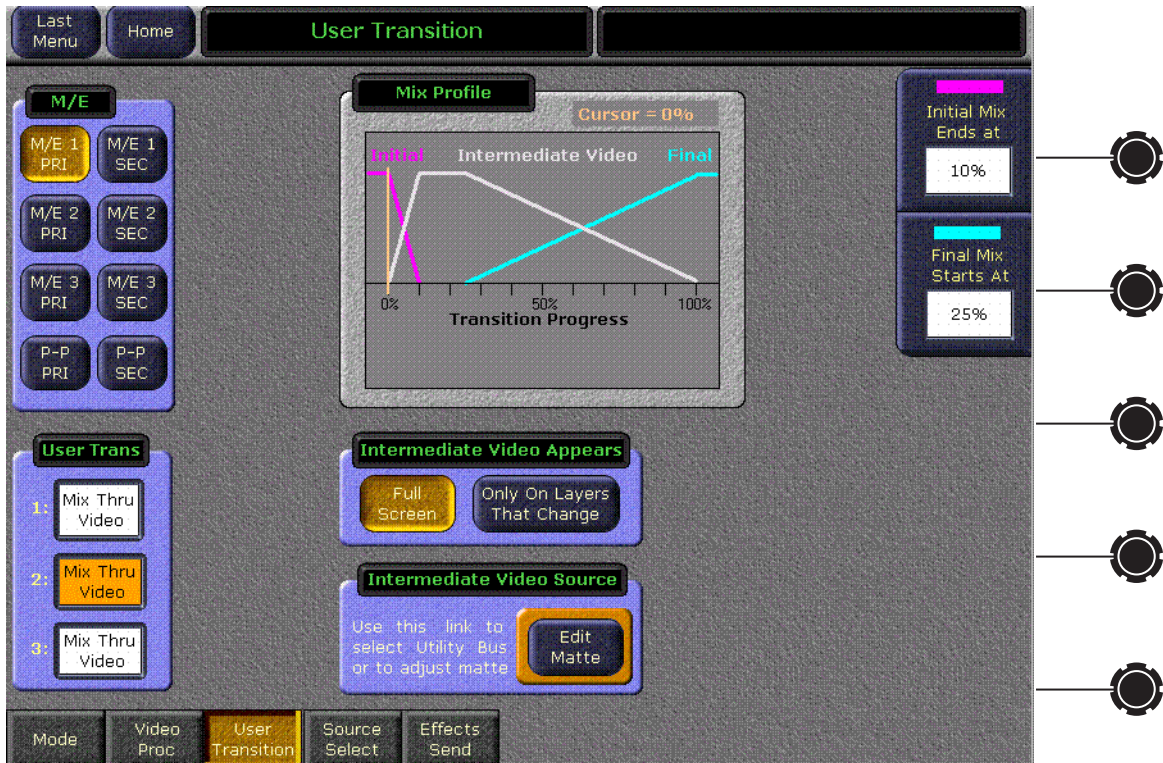 Last
Menu
Home
User Transition
M/E
M/E 1
PRI
M/E 1
SEC
M/E 2
PRI
M/E 2
SEC
M/E 3
PRI
M/E 3
SEC
P-P
PRI
P-P
SEC
Mix Profile
Cursor = 0%
Initial
Intermediate Video
Final
0%
50%
100%
Transition Progress
Initial Mix
Ends at
10%
Final Mix
Starts At
25%
User Trans
1:
Mix Thru
Video
2:
Mix Thru
Video
3:
Mix Thru
Video
Intermediate Video Appears
Full
Screen
Only On Layers
That Change
Intermediate Video Source
Use this link to
select Utility Bus
or to adjust matte
Edit
Matte
Mode
Video
Proc
User
Transition
Source
Select
Effects
Send